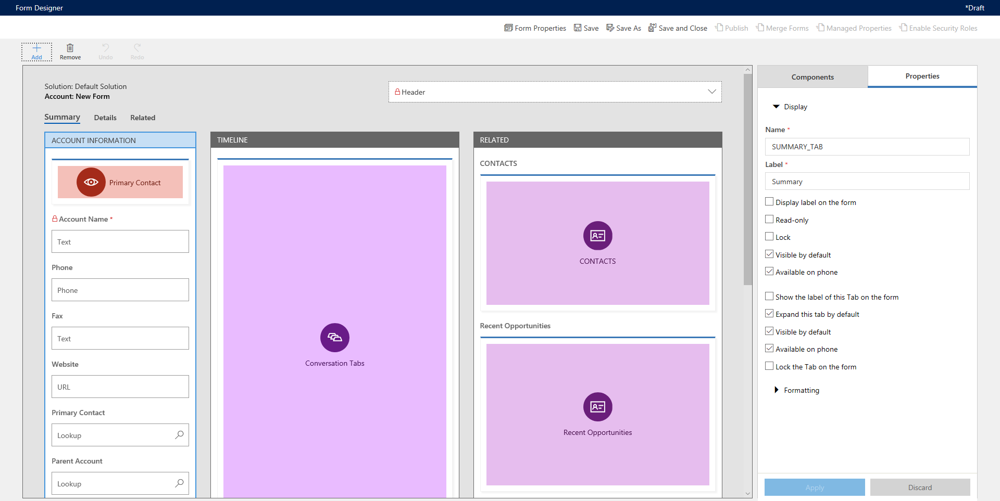 Form Designer
*Draft
Form Properties Save Save As Save and Close Publish Merge Forms Managed Properties Enable Security Roles
Add Remove Undo Redo
Solution: Default Solution
Account: New Form
Header
Summary Details Related
ACCOUNT INFORMATION
Primary Contact
Account Name *
Text
Phone
Phone
Fax
Text
Website
URL
Primary Contact
Lookup
Parent Account
Lookup
TIMELINE
Conversation Tabs
RELATED
CONTACTS
CONTACTS
Recent Opportunities
Recent Opportunities
Components Properties
Display
Name *
SUMMARY_TAB
Label *
Summary
Display label on the form
Read-only
Lock
Visible by default
Available on phone
Show the label of this Tab on the form
Expand this tab by default
Visible by default
Available on phone
Lock the Tab on the form
Formatting
Apply Discard